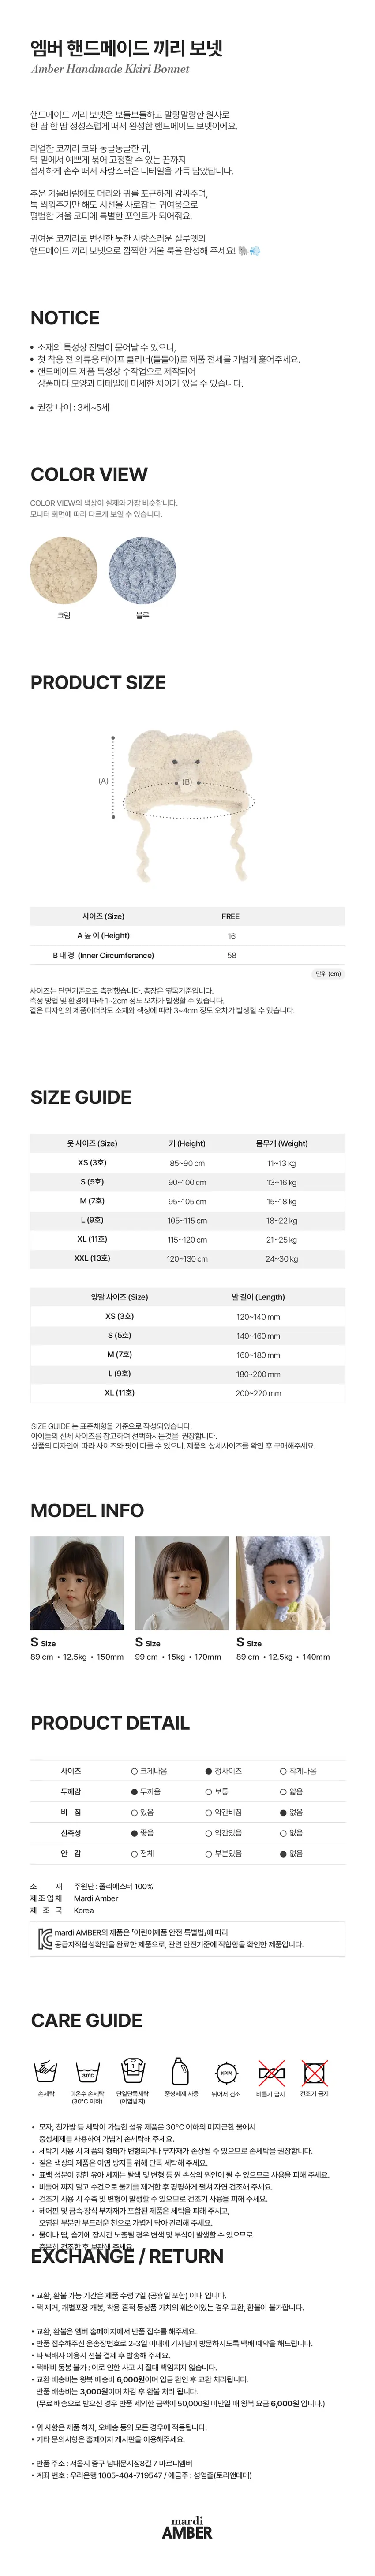 엠버 핸드메이드 끼리 보넷
Amber Handmade Kkiri Bonnet
핸드메이드 끼리 보넷은 보들보들하고 말랑말랑한 원사로
한 땀 한 땀 정성스럽게 떠서 완성한 핸드메이드 보넷이에요.
리얼한 코끼리 코와 동글동글한 귀,
턱 밑에서 예쁘게 묶어 고정할 수 있는 끈까지
섬세하게 손수 떠서 사랑스러운 디테일을 가득 담았답니다.
추운 겨울바람에도 머리와 귀를 포근하게 감싸주며,
툭 씌워주기만 해도 시선을 사로잡는 귀여움으로
평범한 겨울 코디에 특별한 포인트가 되어줘요.
귀여운 코끼리로 변신한 듯한 사랑스러운 실루엣의
핸드메이드 끼리 보넷으로 깜찍한 겨울 룩을 완성해 주세요! 🐘💨
NOTICE
• 소재의 특성상 잔털이 묻어날 수 있으니,
• 첫 착용 전 의류용 테이프 클리너(돌돌이)로 제품 전체를 가볍게 훑어주세요.
• 핸드메이드 제품 특성상 수작업으로 제작되어
상품마다 모양과 디테일에 미세한 차이가 있을 수 있습니다.
• 권장 나이 : 3세~5세
COLOR VIEW
COLOR VIEW의 색상이 실제와 가장 비슷합니다.
모니터 화면에 따라 다르게 보일 수 있습니다.
크림 블루
PRODUCT SIZE
(A) (B)
사이즈 (Size) FREE
A 높 이 (Height) 16
B 내 경 (Inner Circumference) 58
단위 (cm)
사이즈는 단면기준으로 측정했습니다. 총장은 옆목기준입니다.
측정 방법 및 환경에 따라 1~2cm 정도 오차가 발생할 수 있습니다.
같은 디자인의 제품이더라도 소재와 색상에 따라 3~4cm 정도 오차가 발생할 수 있습니다.
SIZE GUIDE
옷 사이즈 (Size) 키 (Height) 몸무게 (Weight)
XS (3호) 85~90 cm 11~13 kg
S (5호) 90~100 cm 13~16 kg
M (7호) 95~105 cm 15~18 kg
L (9호) 105~115 cm 18~22 kg
XL (11호) 115~120 cm 21~25 kg
XXL (13호) 120~130 cm 24~30 kg
양말 사이즈 (Size) 발 길이 (Length)
XS (3호) 120~140 mm
S (5호) 140~160 mm
M (7호) 160~180 mm
L (9호) 180~200 mm
XL (11호) 200~220 mm
SIZE GUIDE 는 표준체형을 기준으로 작성되었습니다.
아이들의 신체 사이즈를 참고하여 선택하시는것을 권장합니다.
상품의 디자인에 따라 사이즈와 핏이 다를 수 있으니, 제품의 상세사이즈를 확인 후 구매해주세요.
MODEL INFO
S Size S Size S Size
89 cm • 12.5kg • 150mm 99 cm • 15kg • 170mm 89 cm • 12.5kg • 140mm
PRODUCT DETAIL
사이즈 ○ 크게나옴 ● 정사이즈 ○ 작게나옴
두께감 ● 두꺼움 ○ 보통 ○ 얇음
비 침 ○ 있음 ○ 약간비침 ● 없음
신축성 ● 좋음 ○ 약간있음 ○ 없음
안 감 ○ 전체 ○ 부분있음 ● 없음
소 재 주원단 : 폴리에스터 100%
제 조 업 체 Mardi Amber
제 조 국 Korea
mardi AMBER의 제품은 「어린이제품 안전 특별법」에 따라
공급자적합성확인을 완료한 제품으로, 관련 안전기준에 적합함을 확인한 제품입니다.
CARE GUIDE
30℃ 1 뉘어서
손세탁 미온수 손세탁 단일단독세탁 중성세제 사용 뉘어서 건조 비틀기 금지 건조기 금지
(30℃ 이하) (이염방지)
• 모자, 천가방 등 세탁이 가능한 섬유 제품은 30℃ 이하의 미지근한 물에서
중성세제를 사용하여 가볍게 손세탁해 주세요.
• 세탁기 사용 시 제품의 형태가 변형되거나 부자재가 손상될 수 있으므로 손세탁을 권장합니다.
• 짙은 색상의 제품은 이염 방지를 위해 단독 세탁해 주세요.
• 표백 성분이 강한 유아 세제는 탈색 및 변형 등 원 손상의 원인이 될 수 있으므로 사용을 피해 주세요.
• 비틀어 짜지 말고 수건으로 물기를 제거한 후 평평하게 펼쳐 자연 건조해 주세요.
• 건조기 사용 시 수축 및 변형이 발생할 수 있으므로 건조기 사용을 피해 주세요.
• 헤어핀 및 금속·장식 부자재가 포함된 제품은 세탁을 피해 주시고,
오염된 부분만 부드러운 천으로 가볍게 닦아 관리해 주세요.
• 물이나 땀, 습기에 장시간 노출될 경우 변색 및 부식이 발생할 수 있으므로
충분히 건조한 후 보관해 주세요.
EXCHANGE / RETURN
• 교환, 환불 가능 기간은 제품 수령 7일 (공휴일 포함) 이내 입니다.
• 택 제거, 개별포장 개봉, 착용 흔적 등상품 가치의 훼손이있는 경우 교환, 환불이 불가합니다.
• 교환, 환불은 엠버 홈페이지에서 반품 접수를 해주세요.
• 반품 접수해주신 운송장번호로 2-3일 이내에 기사님이 방문하시도록 택배 예약을 해드립니다.
• 타 택배사 이용시 선불 결제 후 발송해 주세요.
• 택배비 동봉 불가 : 이로 인한 사고 시 절대 책임지지 않습니다.
• 교환 배송비는 왕복 배송비 6,000원이며 입금 환인 후 교환 처리됩니다.
반품 배송비는 3,000원이며 차감 후 환불 처리 됩니다.
(무료 배송으로 받으신 경우 반품 제외한 금액이 50,000원 미만일 때 왕복 요금 6,000원 입니다.)
• 위 사항은 제품 하자, 오배송 등의 모든 경우에 적용됩니다.
• 기타 문의사항은 홈페이지 게시판을 이용해주세요.
• 반품 주소 : 서울시 중구 남대문시장8길 7 마르디엠버
• 계좌 번호 : 우리은행 1005-404-719547 / 예금주 : 성영줄(토리앤테테)
mardi
AMBER